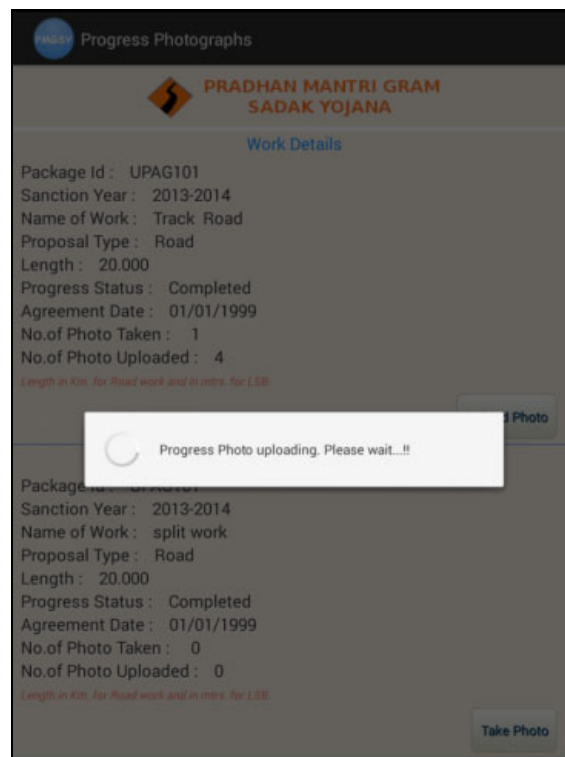 PMGSY Progress Photographs
PRADHAN MANTRI GRAM
SADAK YOJANA
Work Details
Package Id : UPAG101
Sanction Year : 2013-2014
Name of Work : Track Road
Proposal Type : Road
Length : 20.000
Progress Status : Completed
Agreement Date : 01/01/1999
No.of Photo Taken : 1
No.of Photo Uploaded : 4
Length in Km. for Road work and in mtrs. for LSB.
Photo
Progress Photo uploading. Please wait...!!
Package
Sanction Year : 2013-2014
Name of Work : split work
Proposal Type : Road
Length : 20.000
Progress Status : Completed
Agreement Date : 01/01/1999
No.of Photo Taken : 0
No.of Photo Uploaded : 0
Length in Km. for Road work and in mtrs. for LSB.
Take Photo